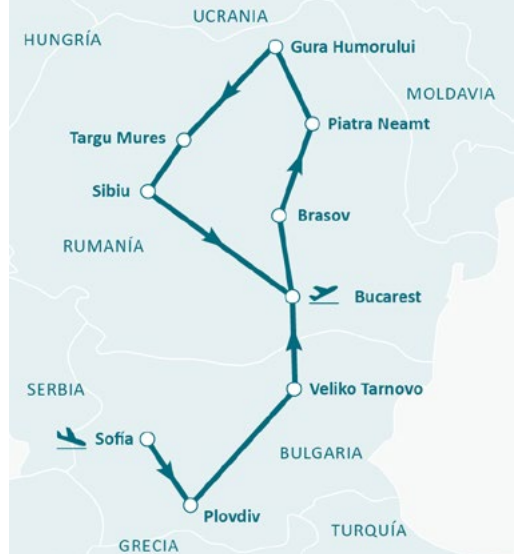 UCRANIA
HUNGRÍA
Gura Humorului
MOLDAVIA
Piatra Neamt
Targu Mures
Sibiu
Brasov
RUMANÍA
Bucarest
SERBIA
Veliko Tarnovo
Sofía
BULGARIA
Plovdiv
TURQUÍA
GRECIA